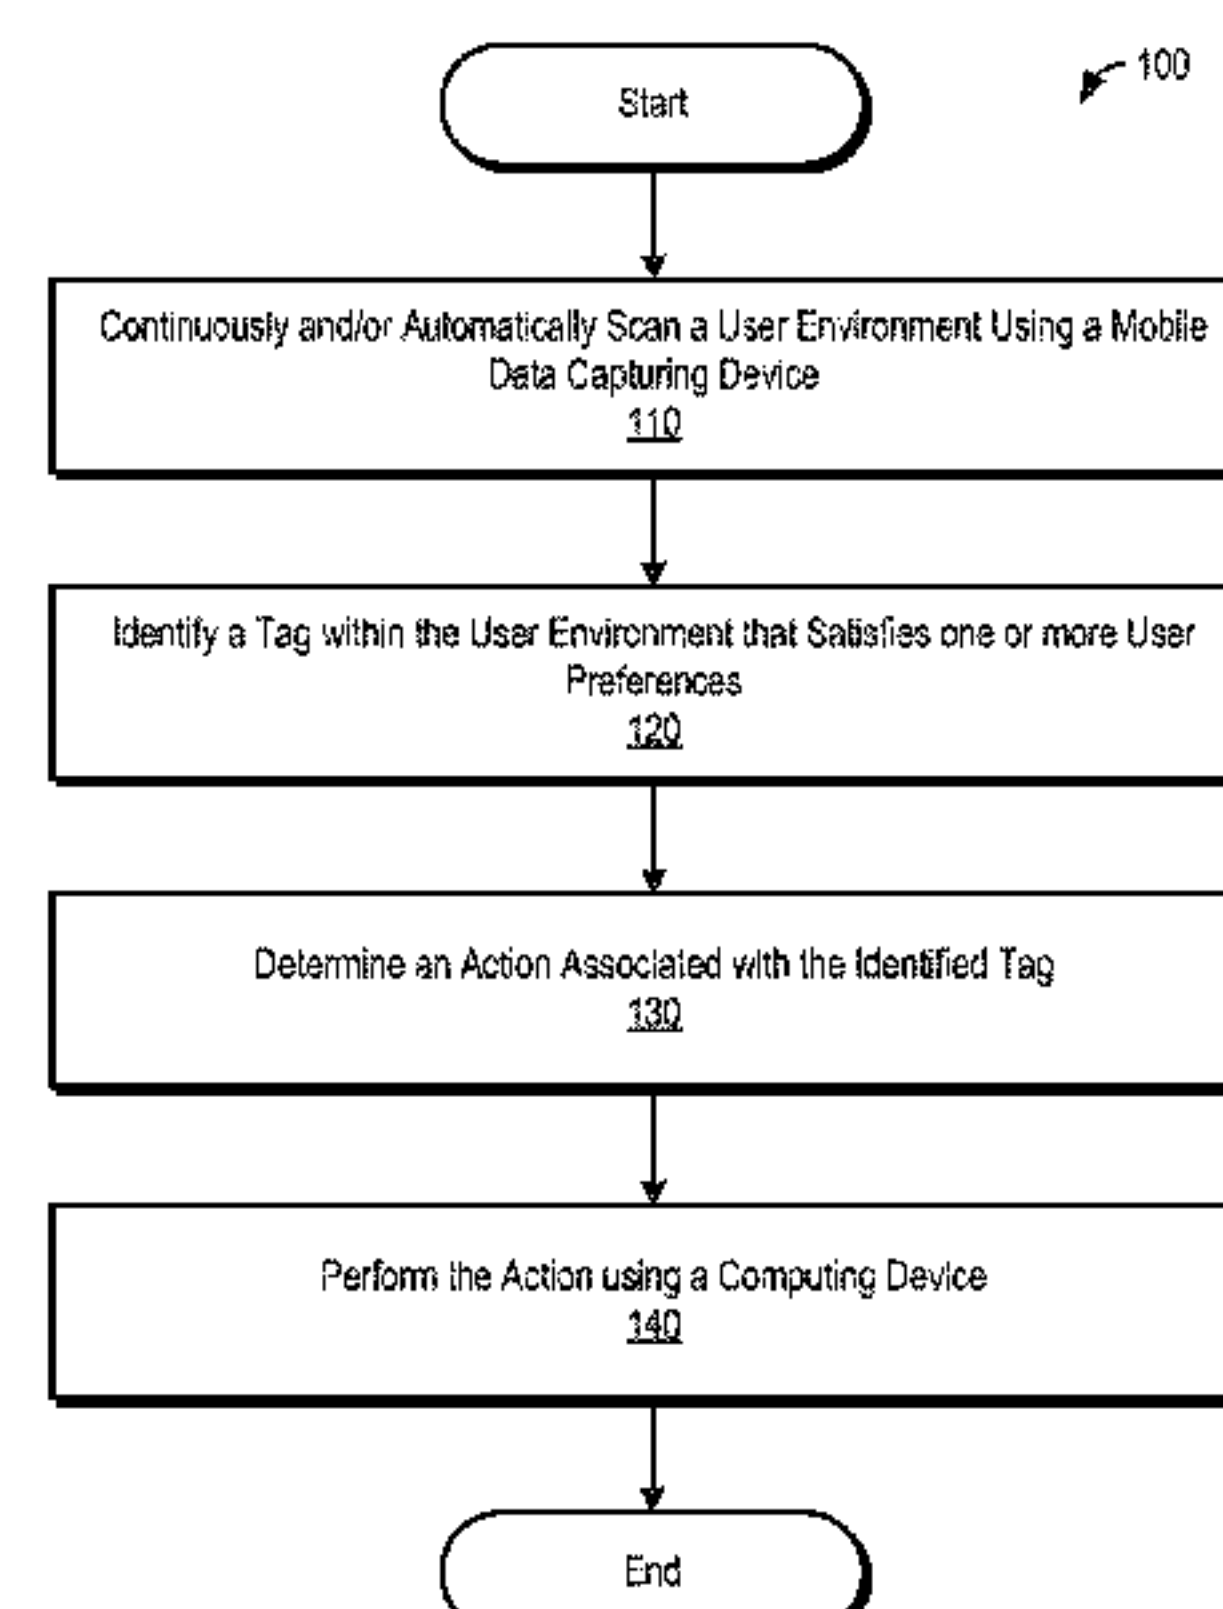 Start
100
Continuously and/or Automatically Scan a User Environment Using a Mobile
Data Capturing Device
110
Identify a Tag within the User Environment that Satisfies one or more User
Preferences
120
Determine an Action Associated with the Identified Tag
130
Perform the Action using a Computing Device
140
End